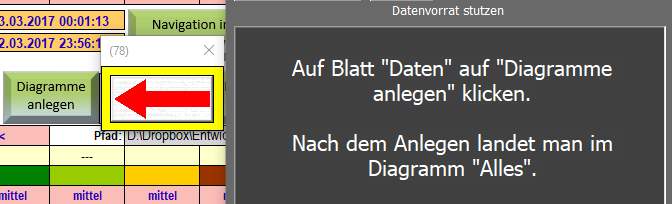 3.03.2017 00:01:13
Navigation in
2.03.2017 23:56:1
(78)
Diagramme
anlegen
<
Pfad:
D:\Dropbox\Entwic
---
mittel
mittel
mittel
mittel
Datenvorrat stutzen
Auf Blatt "Daten" auf "Diagramme
anlegen" klicken.
Nach dem Anlegen landet man im
Diagramm "Alles".